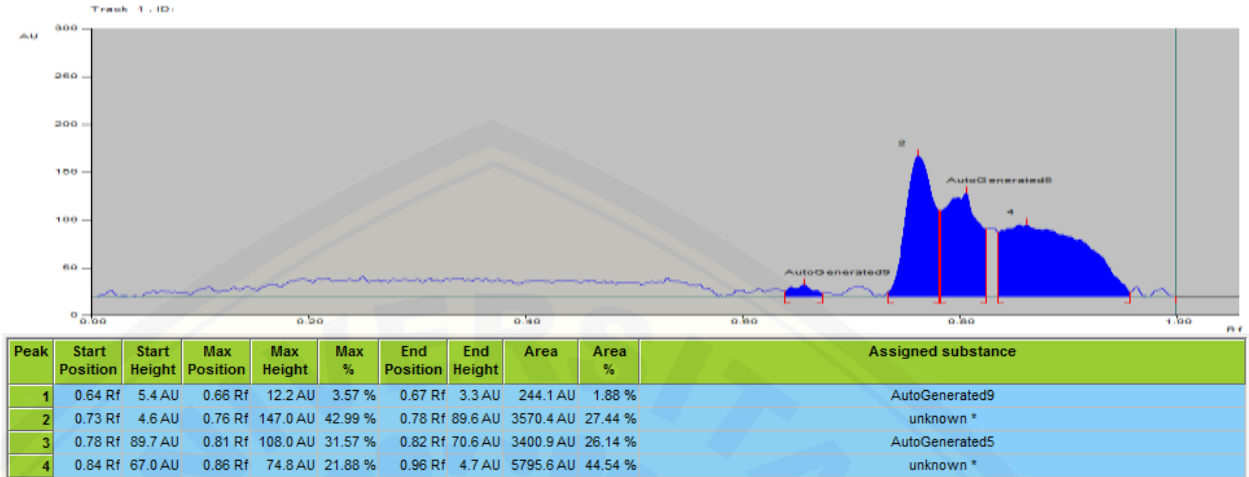 Track 1 . ID:
AU
300
250
200
150
100
50
0
2
AutoGenerated5
4
AutoGenerated9
0.00 0.20 0.40 0.60 0.80 1.00
Rf
Peak Start Position Start Height Max Position Max Height Max % End Position End Height Area Area % Assigned substance
1 0.64 Rf 5.4 AU 0.66 Rf 12.2 AU 3.57 % 0.67 Rf 3.3 AU 244.1 AU 1.88 % AutoGenerated9
2 0.73 Rf 4.6 AU 0.76 Rf 147.0 AU 42.99 % 0.78 Rf 89.6 AU 3570.4 AU 27.44 % unknown *
3 0.78 Rf 89.7 AU 0.81 Rf 108.0 AU 31.57 % 0.82 Rf 70.6 AU 3400.9 AU 26.14 % AutoGenerated5
4 0.84 Rf 67.0 AU 0.86 Rf 74.8 AU 21.88 % 0.96 Rf 4.7 AU 5795.6 AU 44.54 % unknown *